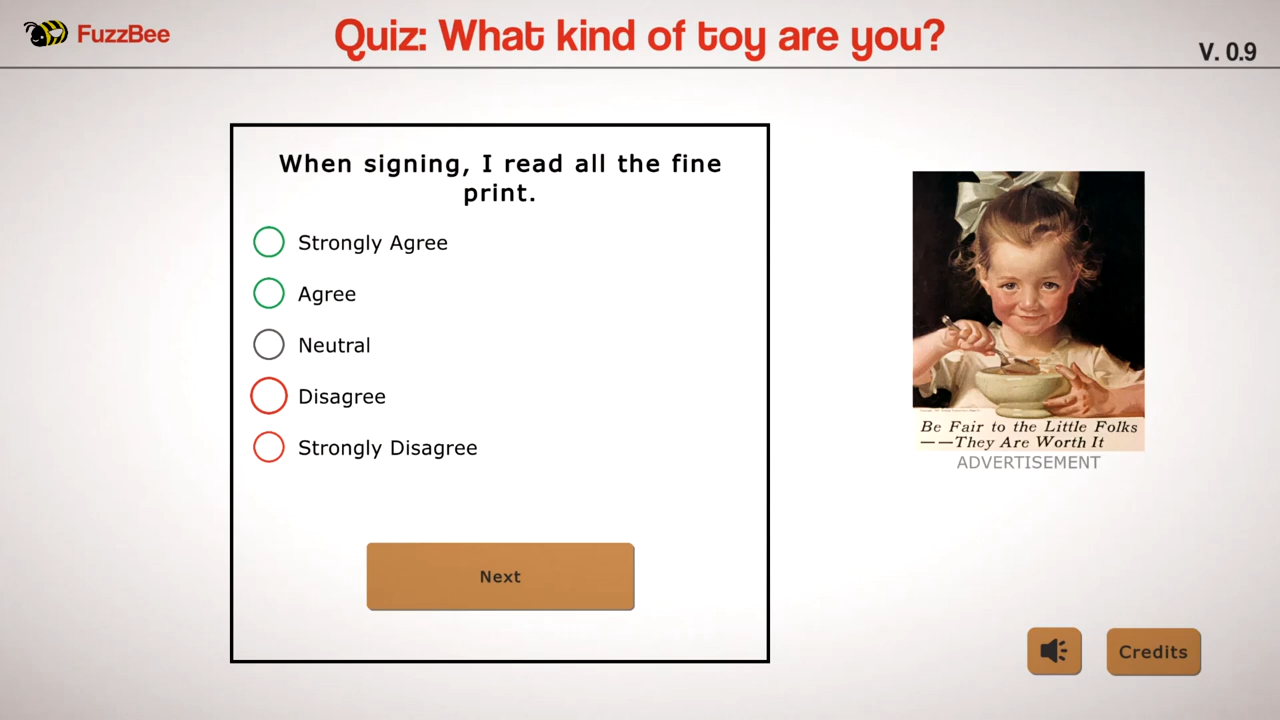 FuzzBee
Quiz: What kind of toy are you?
V. 0.9
When signing, I read all the fine
print.
Strongly Agree
Agree
Neutral
Disagree
Strongly Disagree
Next
Be Fair to the Little Folks
——They Are Worth It
ADVERTISEMENT
Credits